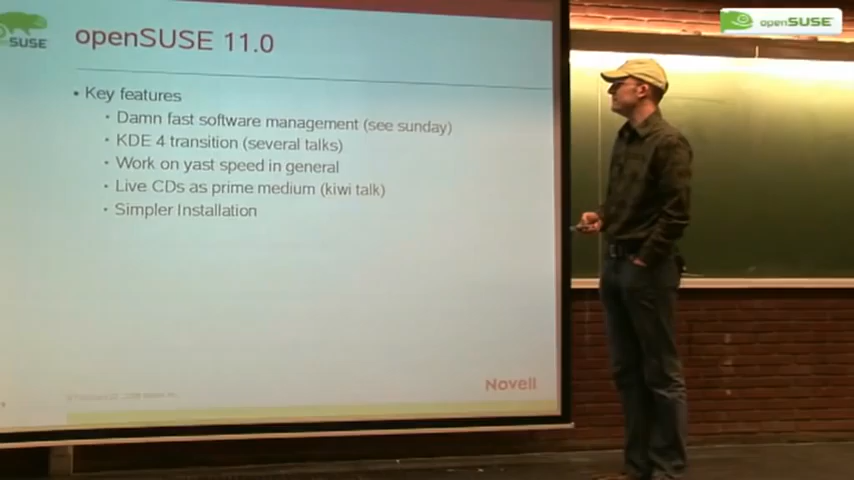 SUSE
openSUSE 11.0
• Key features
• Damn fast software management (see sunday)
• KDE 4 transition (several talks)
• Work on yast speed in general
• Live CDs as prime medium (kiwi talk)
• Simpler Installation
Novell
openSUSE